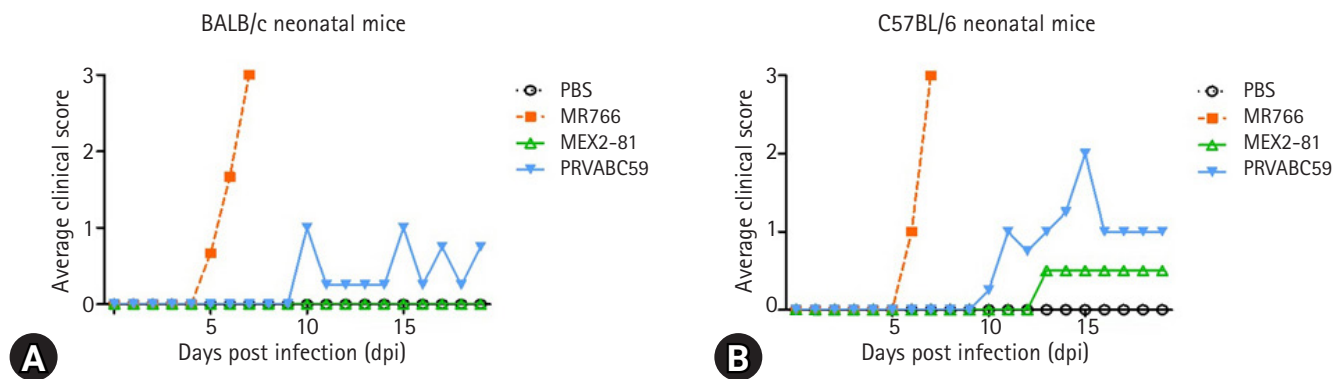 BALB/c neonatal mice
3
2
1
0
Average clinical score
5
10
15
Days post infection (dpi)
PBS
MR766
MEX2-81
PRVABC59
A
C57BL/6 neonatal mice
3
2
1
0
Average clinical score
5
10
15
Days post infection (dpi)
PBS
MR766
MEX2-81
PRVABC59
B